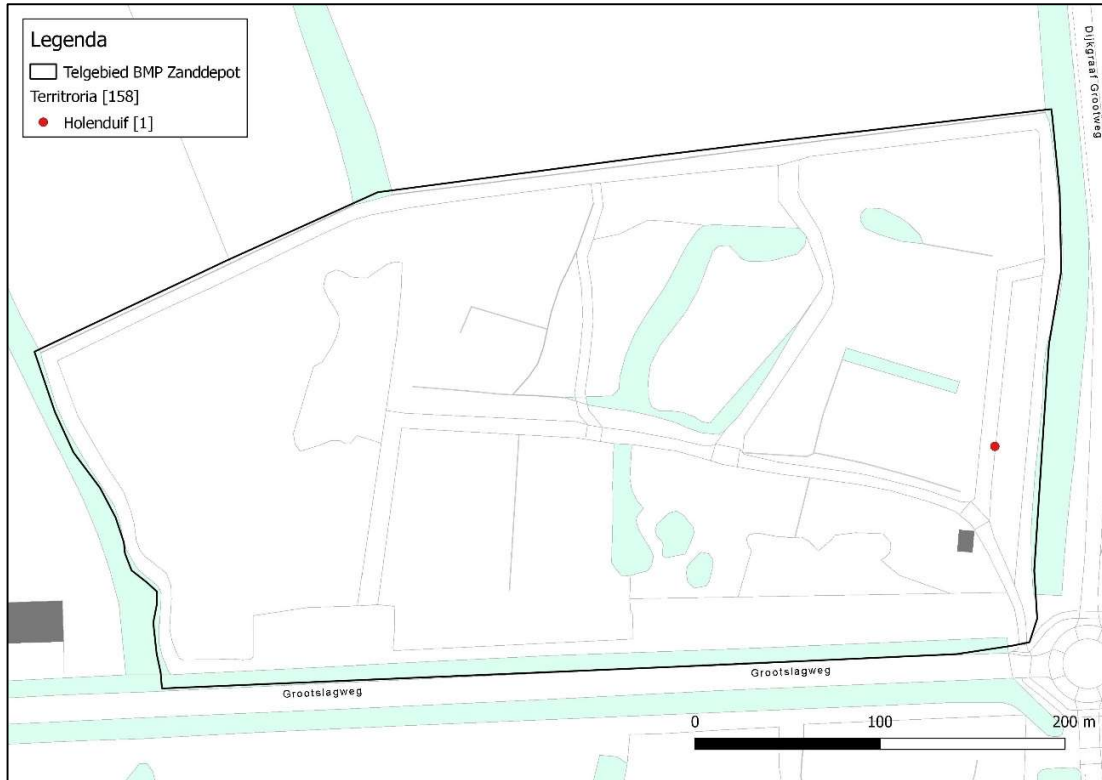 Legenda
Telgebied BMP Zanddepot
Territroria [158]
Holenduif [1]
Dijkgraaf Grootweg
Grootslagweg
Grootslagweg
0 100 200 m